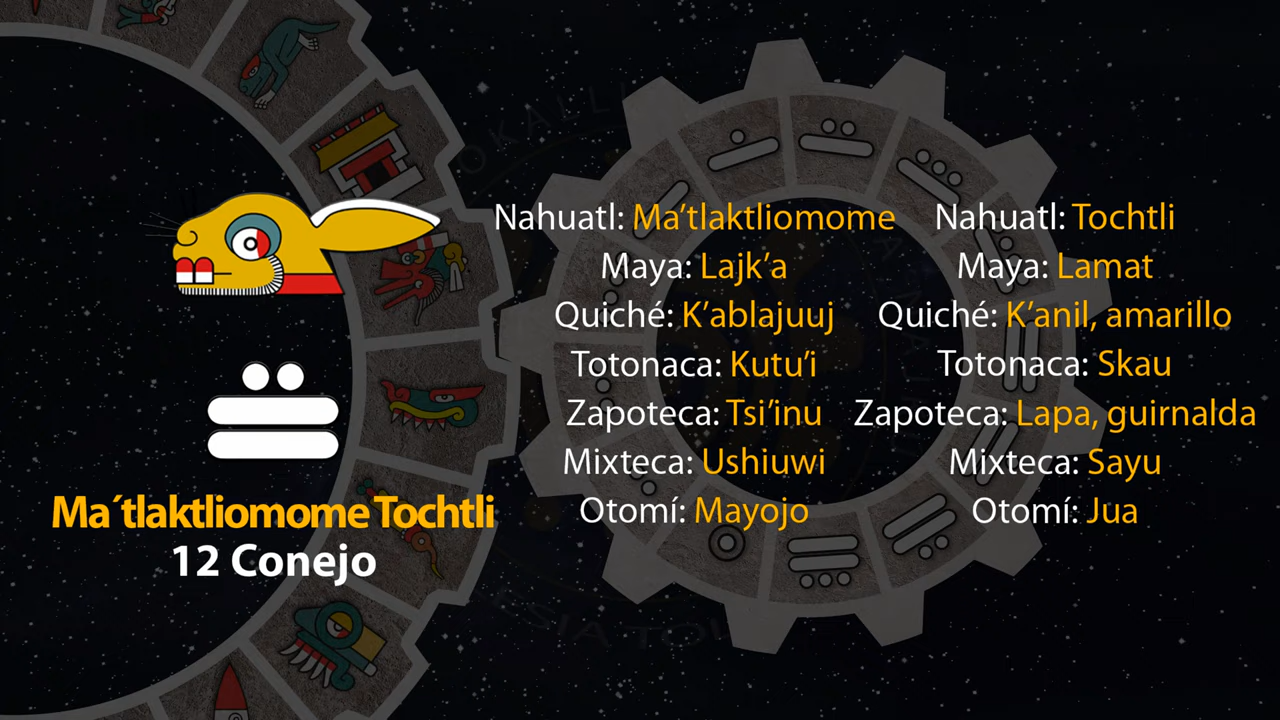 Nahuatl: Ma’tlaktliomome
Maya: Lajk’a
Quiché: K’ablajuuj
Totonaca: Kutu’i
Zapoteca: Tsi’inu
Mixteca: Ushiuwi
Otomí: Mayojo
Nahuatl: Tochtli
Maya: Lamat
Quiché: K’anil, amarillo
Totonaca: Skau
Zapoteca: Lapa, guirnalda
Mixteca: Sayu
Otomí: Jua
Ma´tlaktliomome Tochtli
12 Conejo